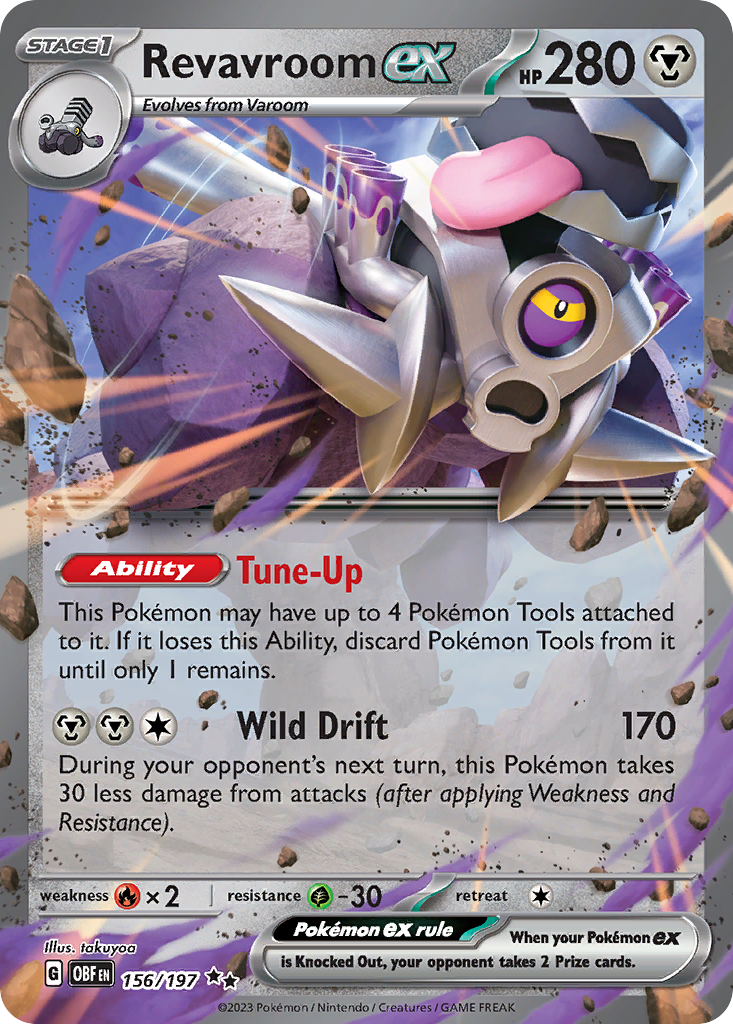 STAGE 1
Revavroom ex
HP 280
Evolves from Varoom
Ability Tune-Up
This Pokémon may have up to 4 Pokémon Tools attached
to it. If it loses this Ability, discard Pokémon Tools from it
until only 1 remains.
Wild Drift 170
During your opponent's next turn, this Pokémon takes
30 less damage from attacks (after applying Weakness and
Resistance).
weakness ×2 resistance -30 retreat
Illus. takuyoa
Pokémon ex rule
When your Pokémon ex
is Knocked Out, your opponent takes 2 Prize cards.
G OBF EN 156/197
©2023 Pokémon / Nintendo / Creatures / GAME FREAK